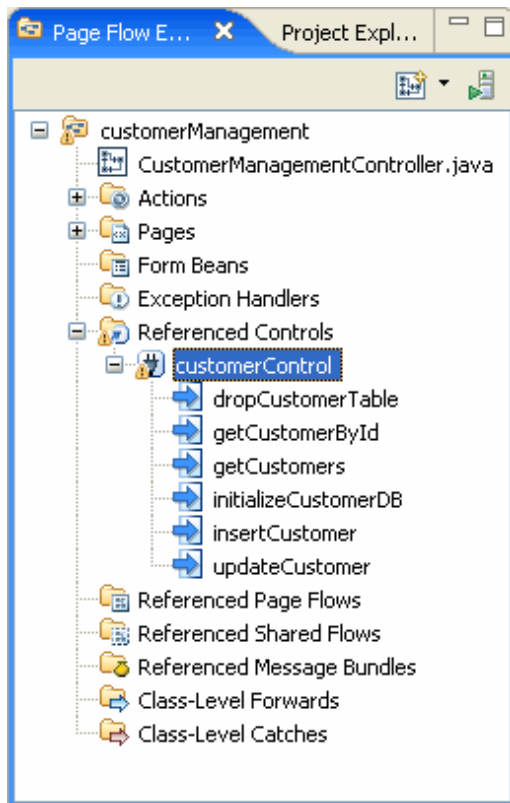 Page Flow E... Project Expl...
customerManagement
CustomerManagementController.java
Actions
Pages
Form Beans
Exception Handlers
Referenced Controls
customerControl
dropCustomerTable
getCustomerById
getCustomers
initializeCustomerDB
insertCustomer
updateCustomer
Referenced Page Flows
Referenced Shared Flows
Referenced Message Bundles
Class-Level Forwards
Class-Level Catches